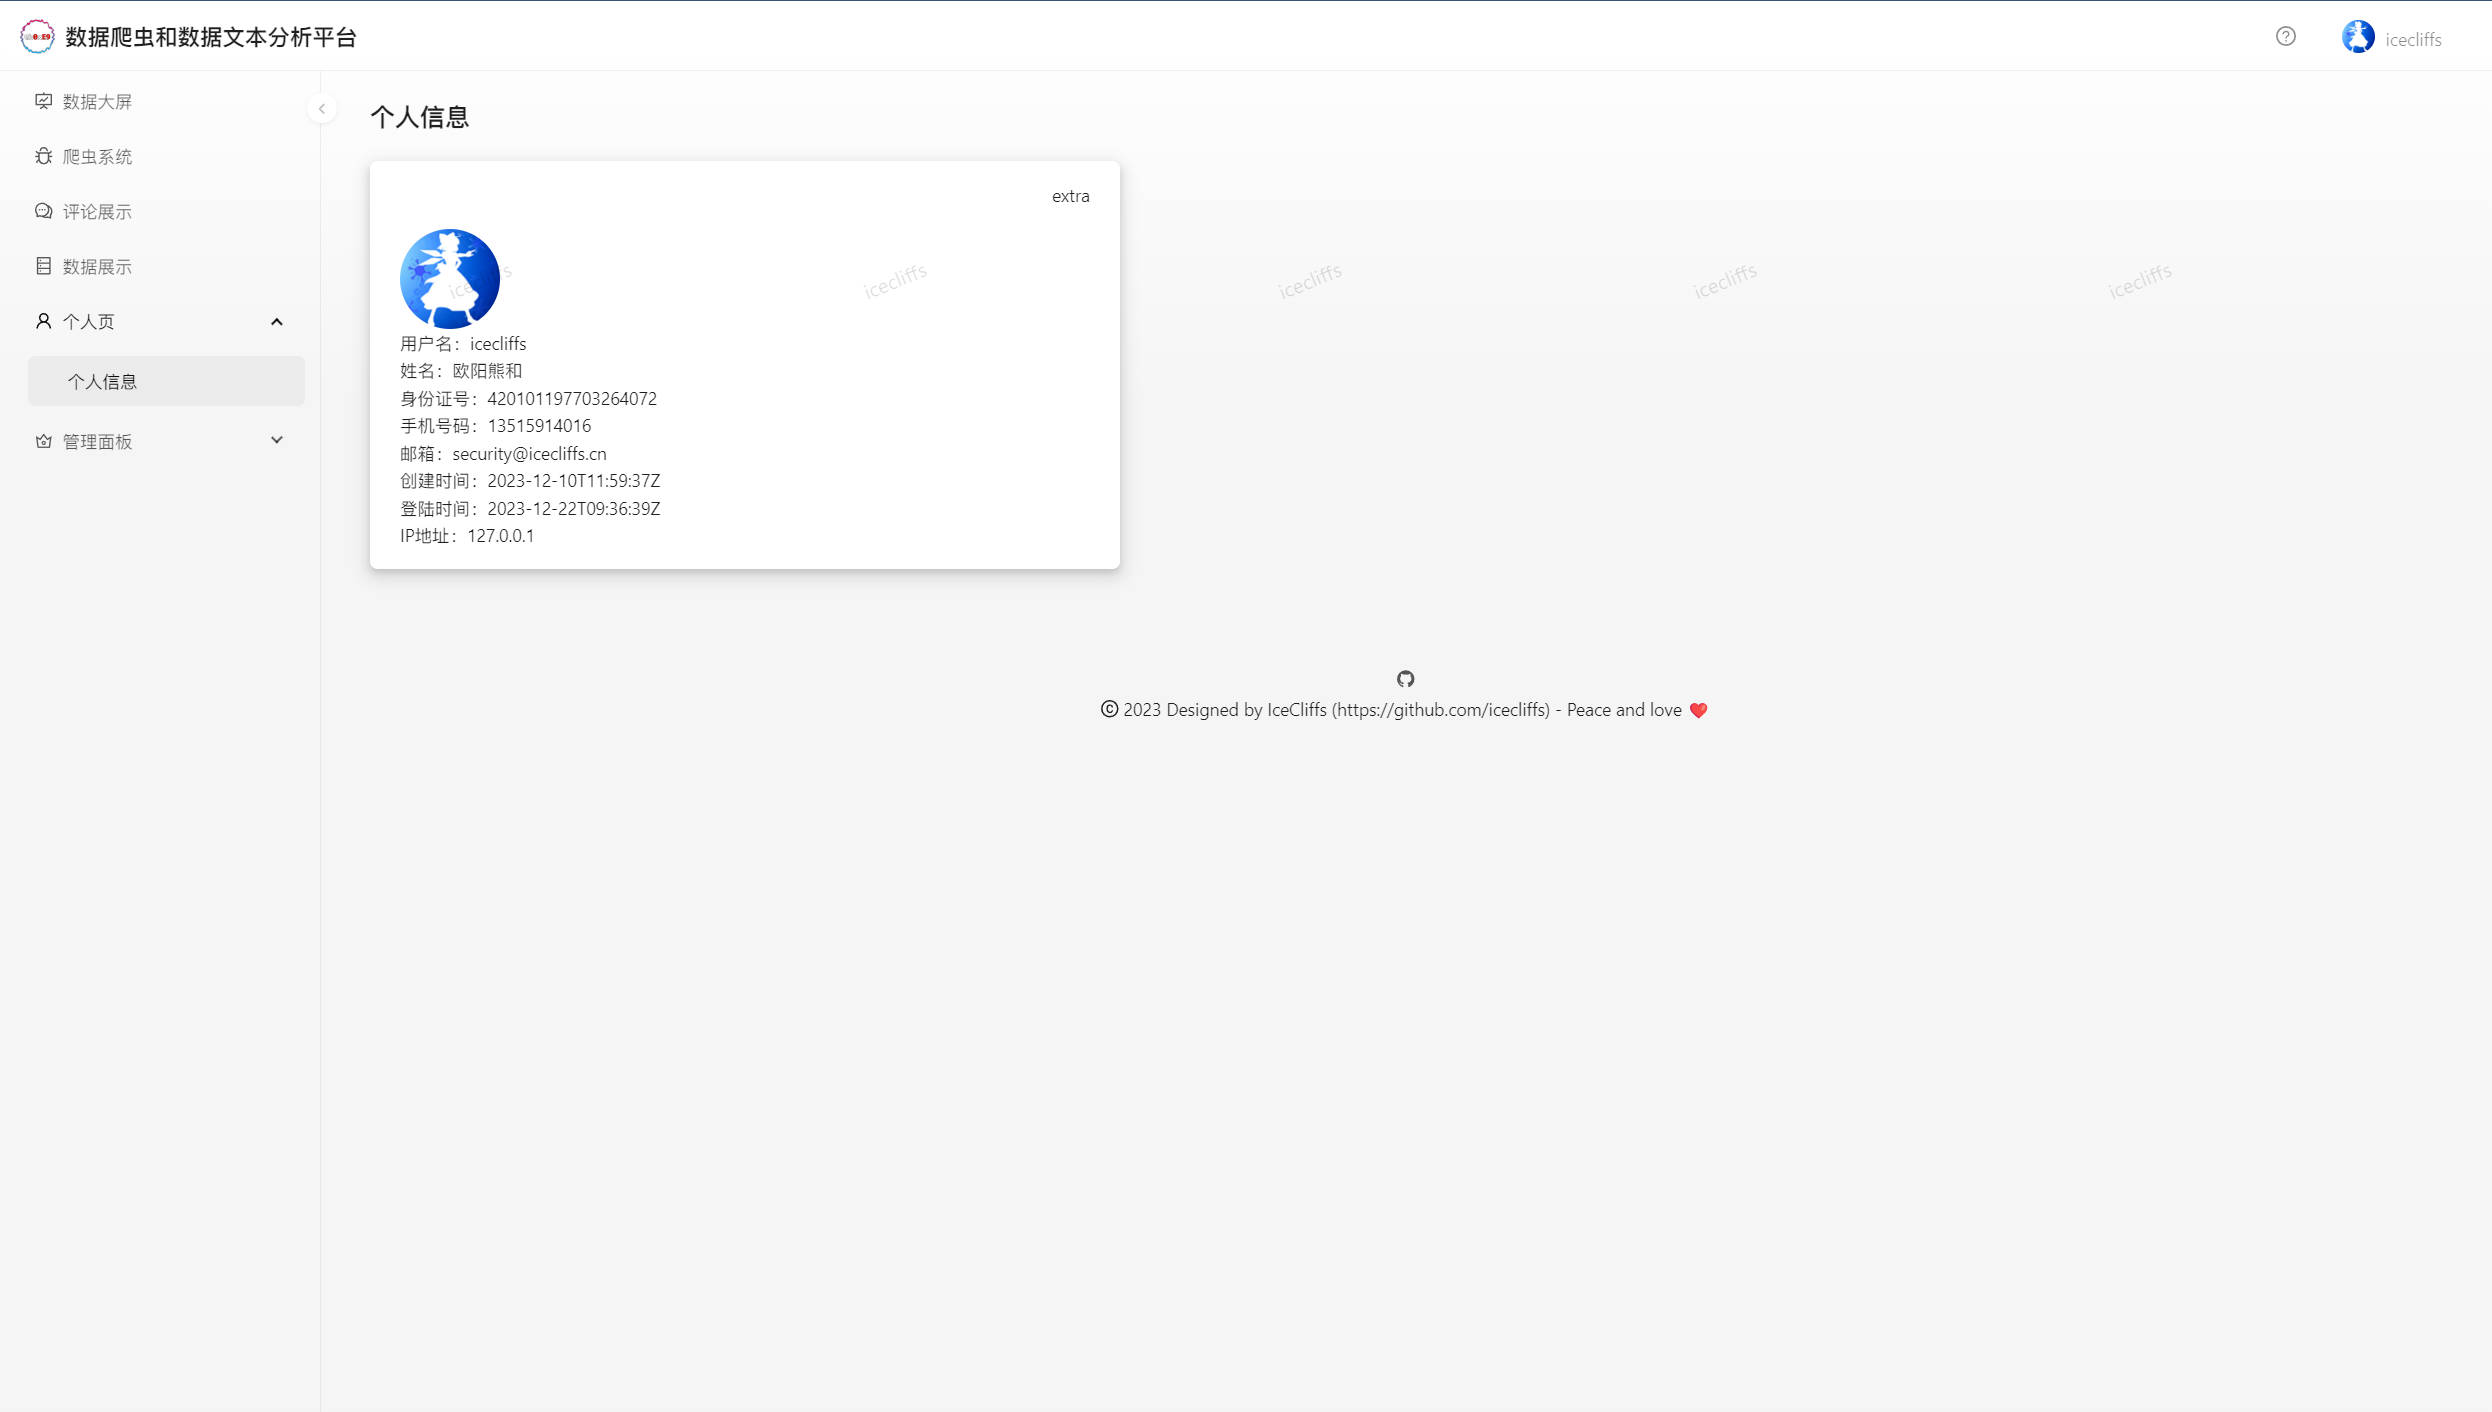 数据爬虫和数据文本分析平台
icecliffs
数据大屏
爬虫系统
评论展示
数据展示
个人页
个人信息
管理面板
个人信息
extra
icecliffs
icecliffs
icecliffs
icecliffs
用户名：icecliffs
姓名：欧阳熊和
身份证号：420101197703264072
手机号码：13515914016
邮箱：security@icecliffs.cn
创建时间：2023-12-10T11:59:37Z
登陆时间：2023-12-22T09:36:39Z
IP地址：127.0.0.1
© 2023 Designed by IceCliffs (https://github.com/icecliffs) - Peace and love ❤️